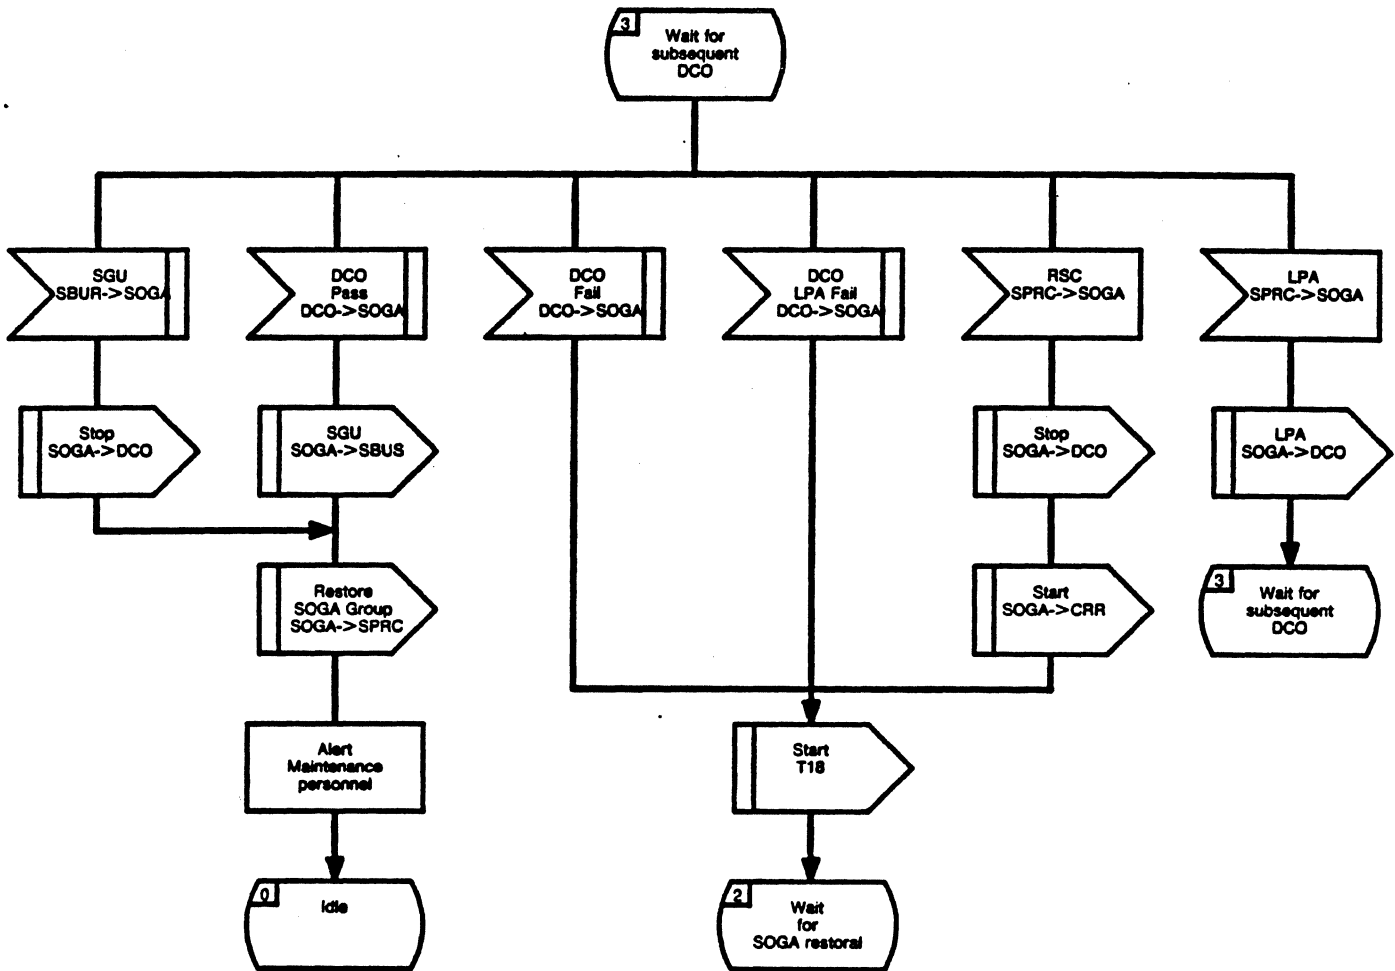 3
Wait for
subsequent
DCO
SGU
SBUR->SOGA
DCO
Pass
DCO->SOGA
DCO
Fail
DCO->SOGA
DCO
LPA Fail
DCO->SOGA
RSC
SPRC->SOGA
LPA
SPRC->SOGA
Stop
SOGA->DCO
SGU
SOGA->SBUS
Stop
SOGA->DCO
LPA
SOGA->DCO
Restore
SOGA Group
SOGA->SPRC
Start
SOGA->CRR
3
Wait for
subsequent
DCO
Alert
Maintenance
personnel
Start
T18
0
Idle
2
Wait
for
SOGA restoral